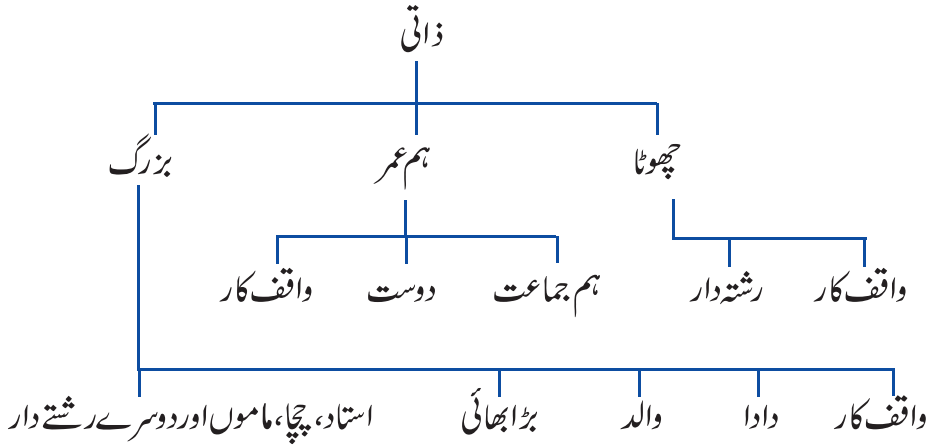 ذاتی
چھوٹا ہم عمر بزرگ
واقف کار رشتہ دار ہم جماعت دوست واقف کار
واقف کار دادا والد بڑا بھائی استاد، چچا، ماموں اور دوسرے رشتے دار